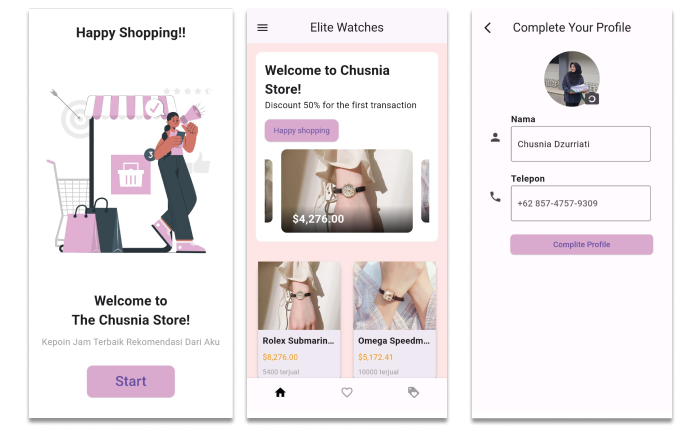 Happy Shopping!!
3
Welcome to
The Chusnia Store!
Kepoin Jam Terbaik Rekomendasi Dari Aku
Start
Elite Watches
Welcome to Chusnia
Store!
Discount 50% for the first transaction
Happy shopping
$4,276.00
Rolex Submarin...
$8,276.00
5400 terjual
Omega Speedm...
$5,172.41
10000 terjual
Complete Your Profile
Nama
Chusnia Dzurriati
Telepon
+62 857-4757-9309
Complite Profile